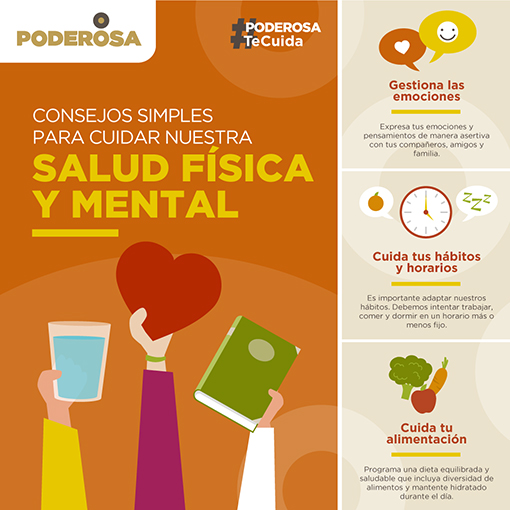 PODEROSA
#PODEROSA
TeCuida
CONSEJOS SIMPLES
PARA CUIDAR NUESTRA
SALUD FÍSICA
Y MENTAL
Gestiona las
emociones
Expresa tus emociones y
pensamientos de manera asertiva
con tus compañeros, amigos y
familia.
ZZZ
Cuida tus hábitos
y horarios
Es importante adaptar nuestros
hábitos. Debemos intentar trabajar,
comer y dormir en un horario más o
menos fijo.
Cuida tu
alimentación
Programa una dieta equilibrada y
saludable que incluya diversidad de
alimentos y mantente hidratado
durante el día.